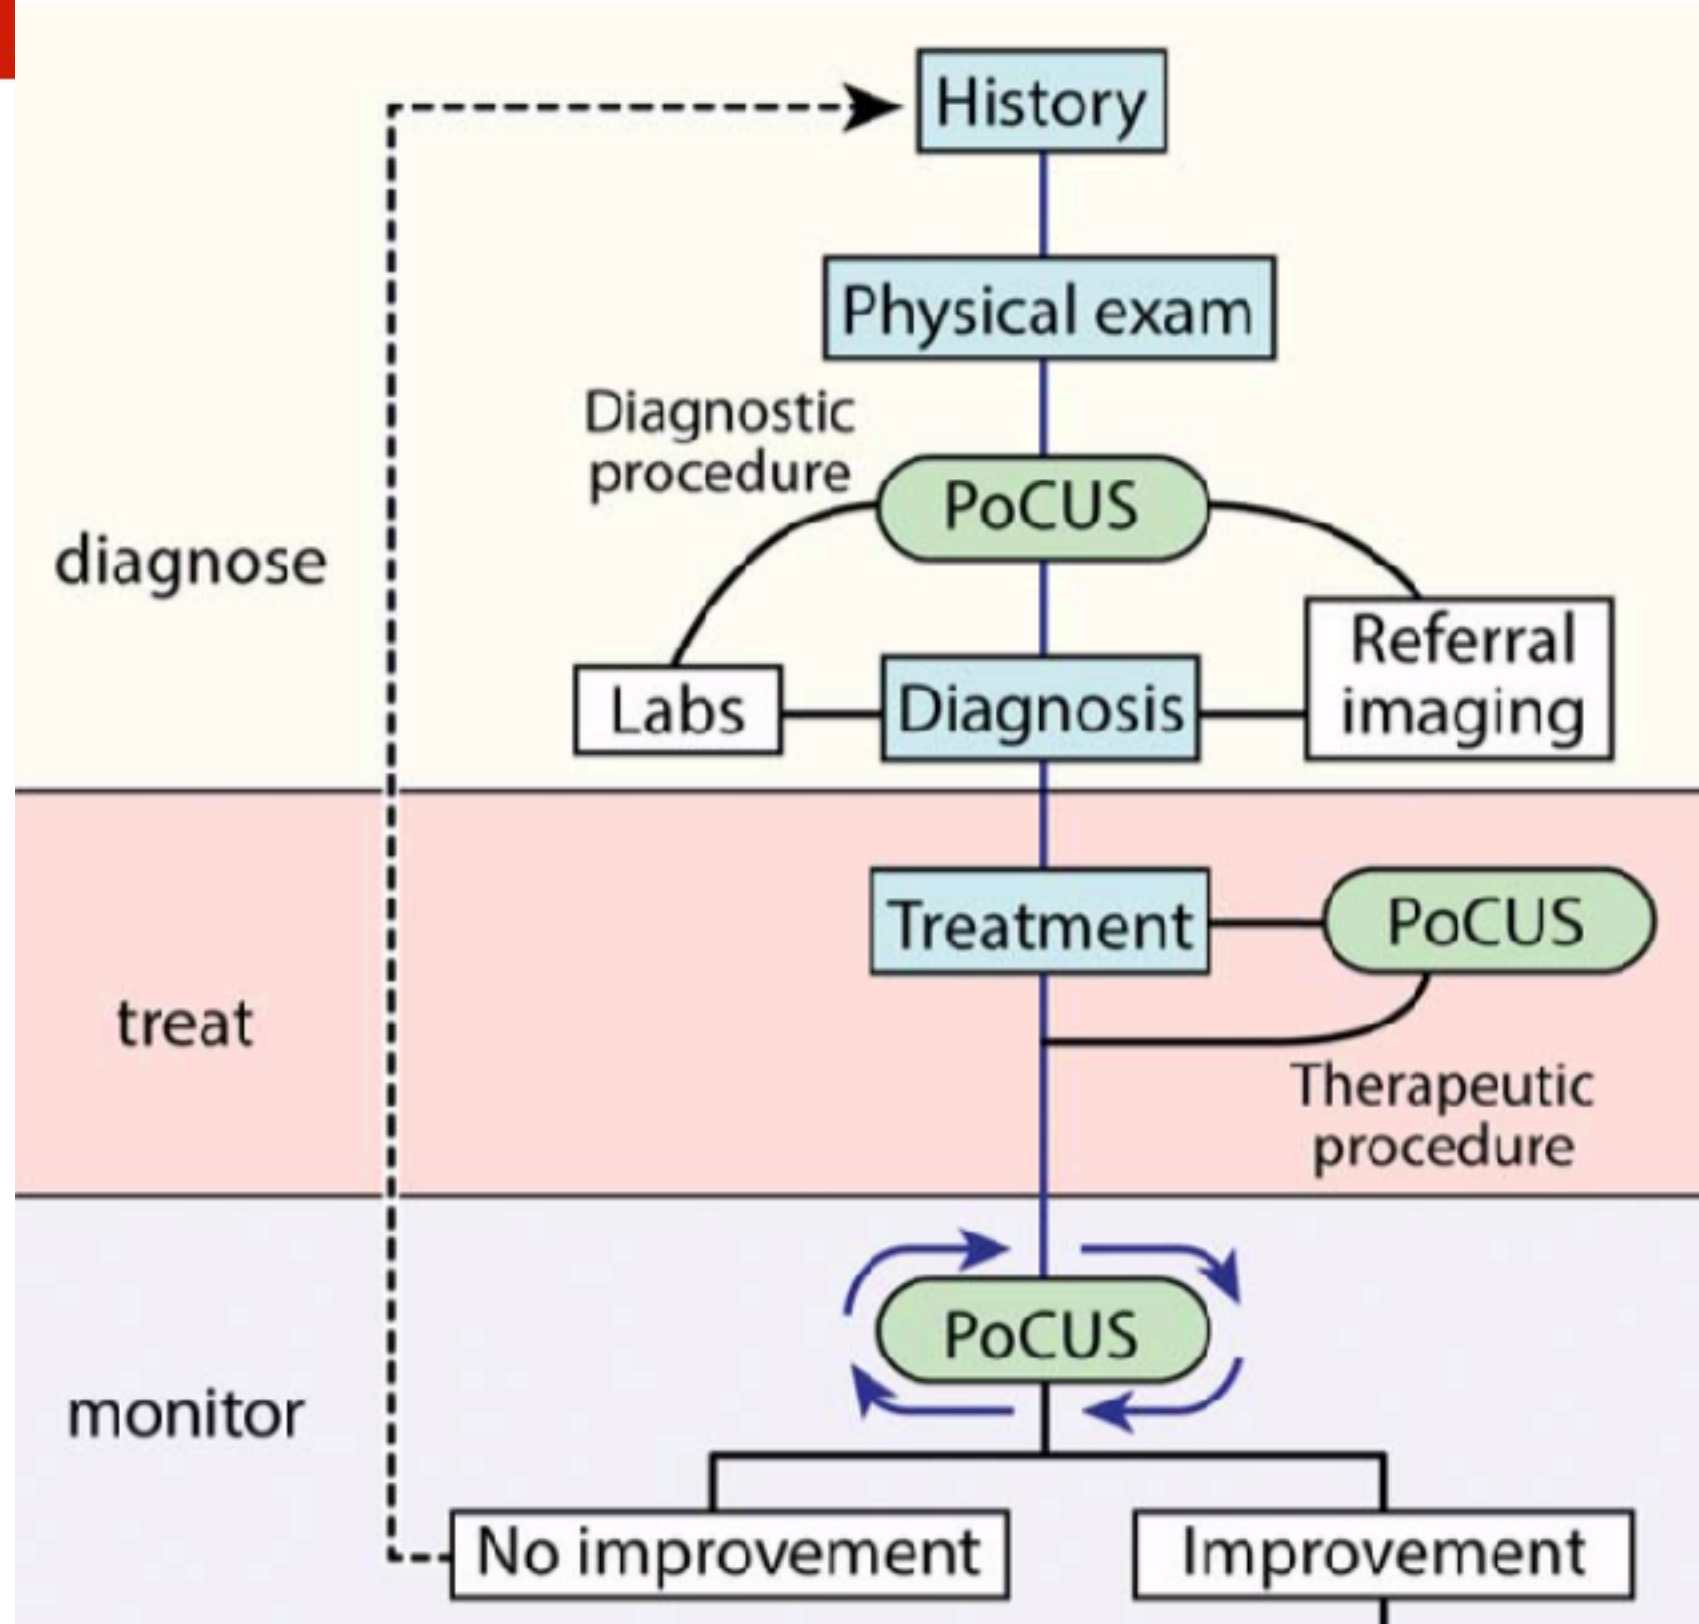 History
Physical exam
Diagnostic
procedure
PoCUS
diagnose
Referral
imaging
Labs
Diagnosis
Treatment
PoCUS
treat
Therapeutic
procedure
PoCUS
monitor
No improvement
Improvement